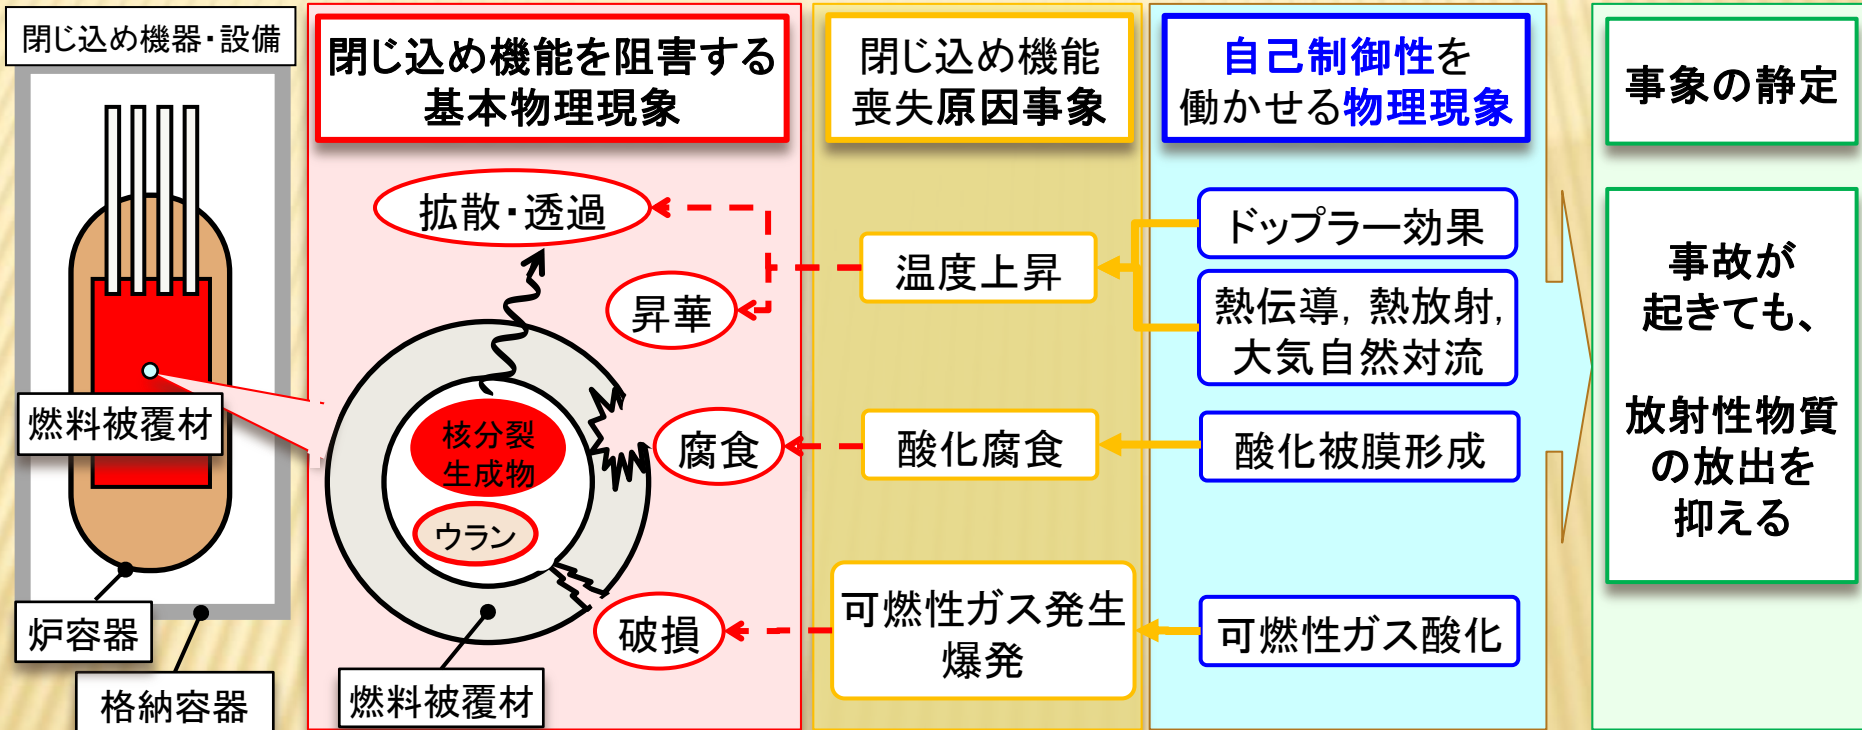 閉じ込め機器・設備
燃料被覆材
炉容器
格納容器
閉じ込め機能を阻害する
基本物理現象
拡散・透過
昇華
核分裂
生成物
ウラン
腐食
破損
燃料被覆材
閉じ込め機能
喪失原因事象
温度上昇
酸化腐食
可燃性ガス発生
爆発
自己制御性を
働かせる物理現象
ドップラー効果
熱伝導, 熱放射,
大気自然対流
酸化被膜形成
可燃性ガス酸化
事象の静定
事故が
起きても、
放射性物質
の放出を
抑える